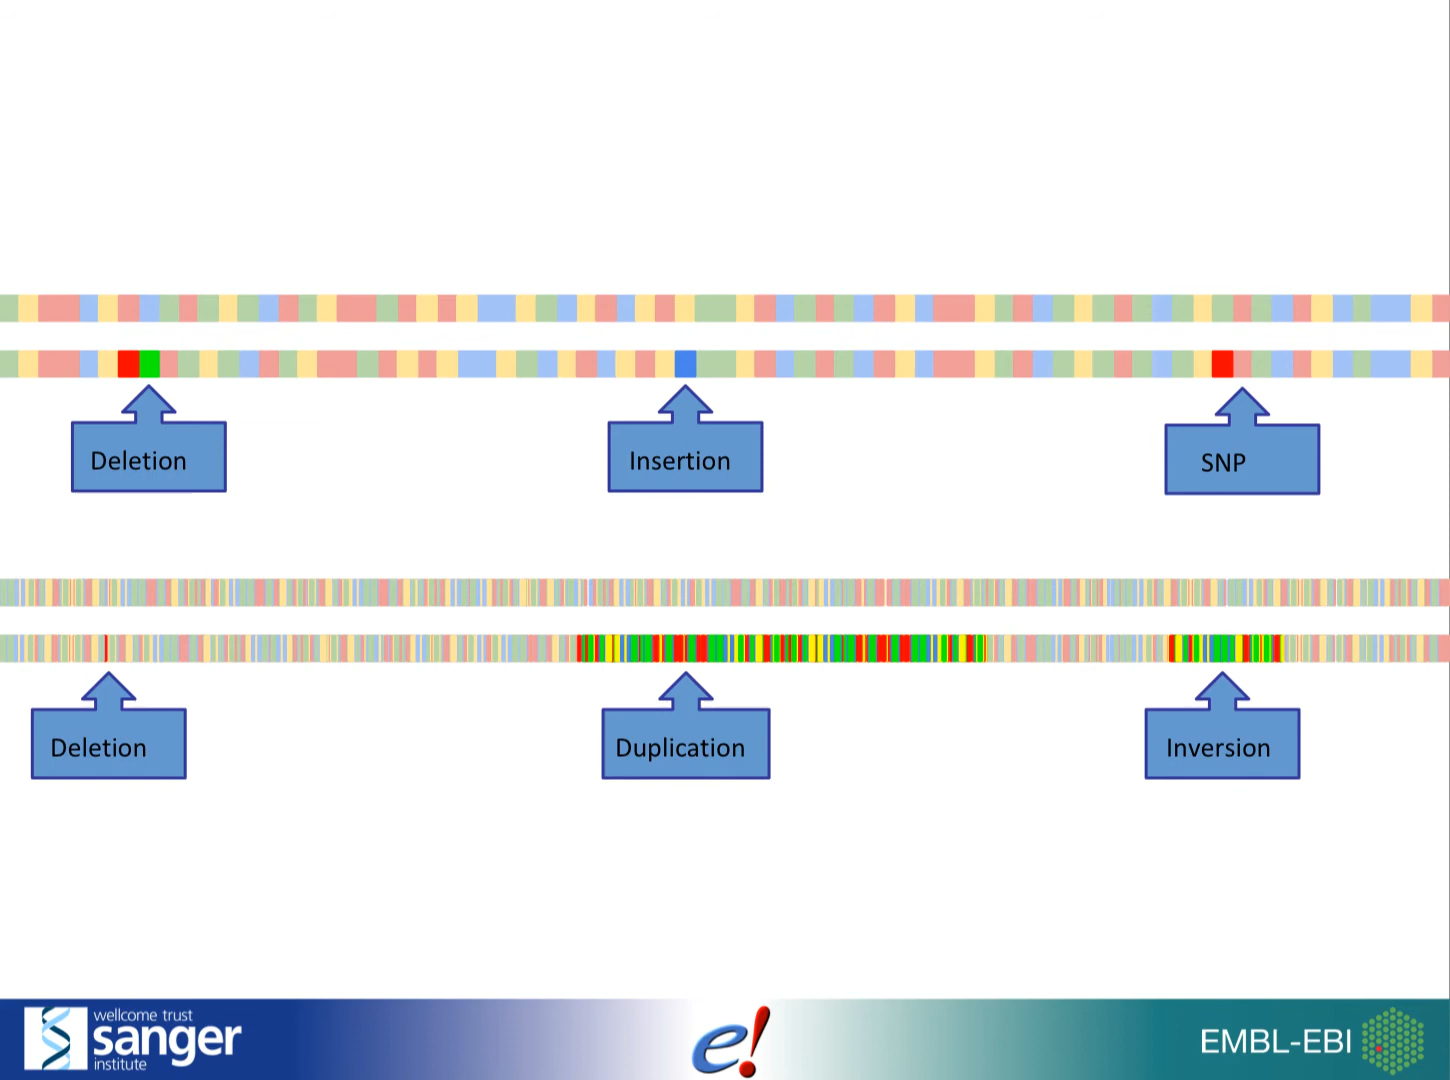 Deletion
Insertion
SNP
Deletion
Duplication
Inversion
wellcome trust
sanger
institute
e!
EMBL-EBI